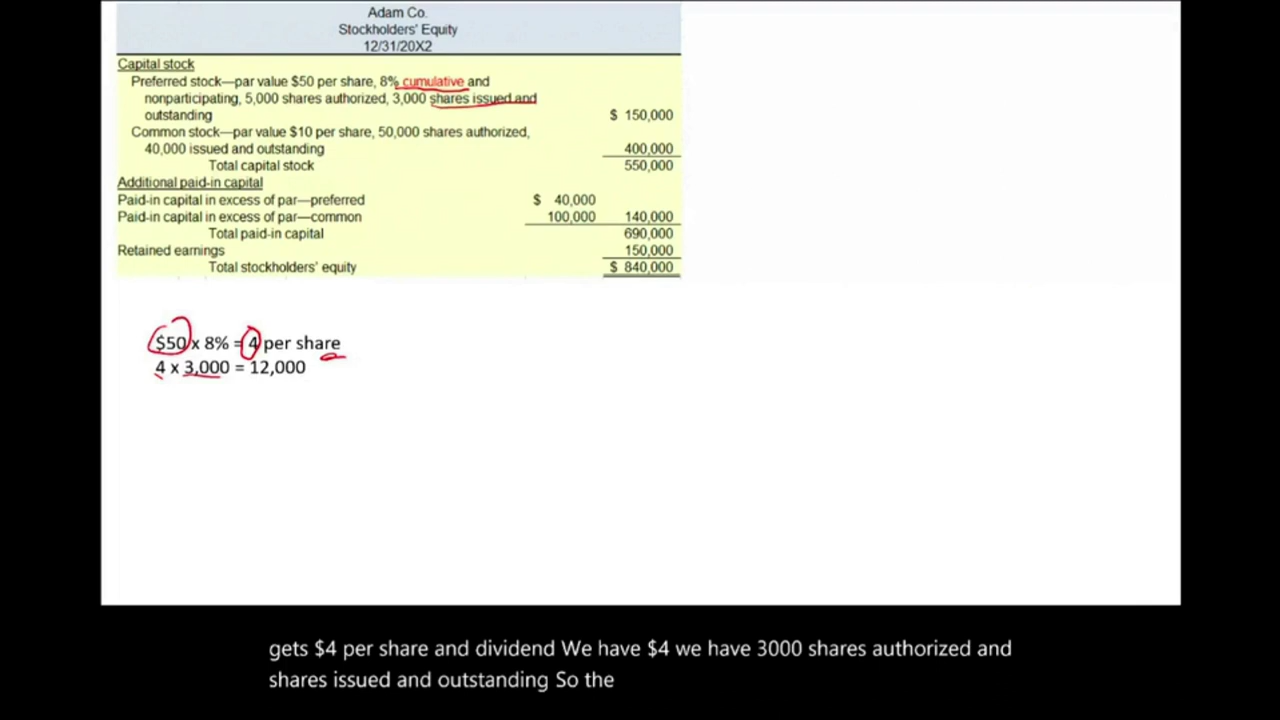 Adam Co.
Stockholders' Equity
12/31/20X2
Capital stock
Preferred stock—par value $50 per share, 8% cumulative and
nonparticipating, 5,000 shares authorized, 3,000 shares issued and
outstanding $ 150,000
Common stock—par value $10 per share, 50,000 shares authorized,
40,000 issued and outstanding 400,000
Total capital stock 550,000
Additional paid-in capital
Paid-in capital in excess of par—preferred $ 40,000
Paid-in capital in excess of par—common 100,000 140,000
Total paid-in capital 690,000
Retained earnings 150,000
Total stockholders' equity $ 840,000
$50 x 8% = 4 per share
4 x 3,000 = 12,000
gets $4 per share and dividend We have $4 we have 3000 shares authorized and
shares issued and outstanding So the